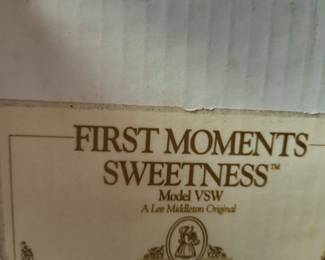 FIRST MOMENTS
SWEETNESS™
Model VSW
A Lee Middleton Original